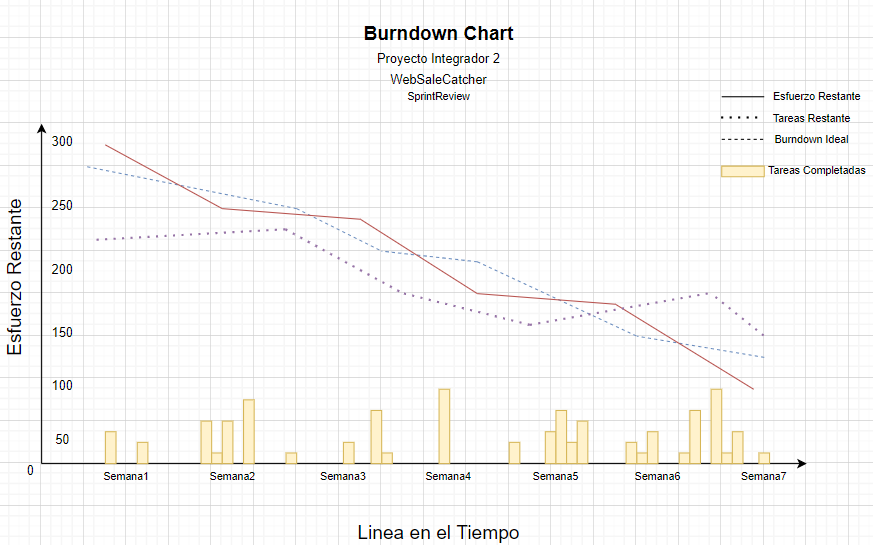 Burndown Chart
Proyecto Integrador 2
WebSaleCatcher
SprintReview
Esfuerzo Restante
Tareas Restante
Burndown Ideal
Tareas Completadas
Esfuerzo Restante
300
250
200
150
100
50
0
Semana1 Semana2 Semana3 Semana4 Semana5 Semana6 Semana7
Linea en el Tiempo